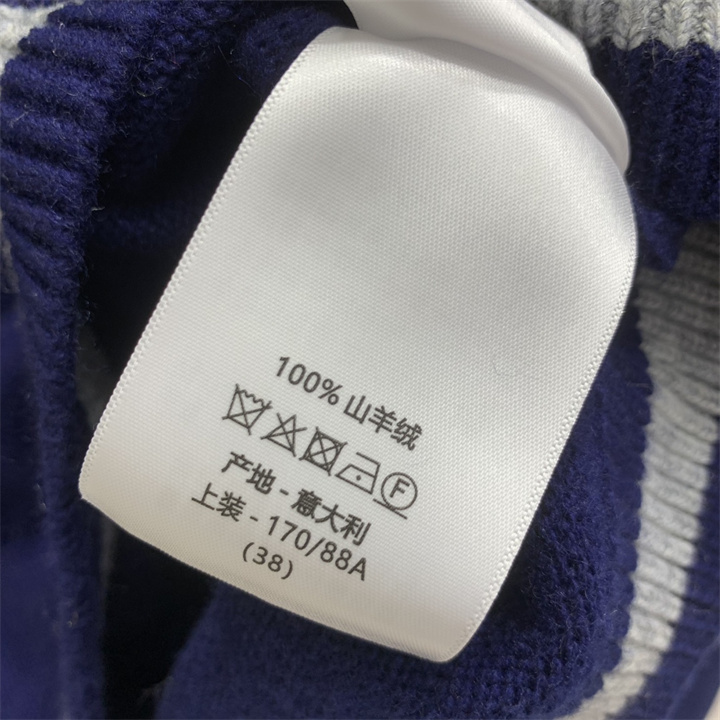 100% 山羊绒
F
产地 - 意大利
上装 - 170/88A
(38)